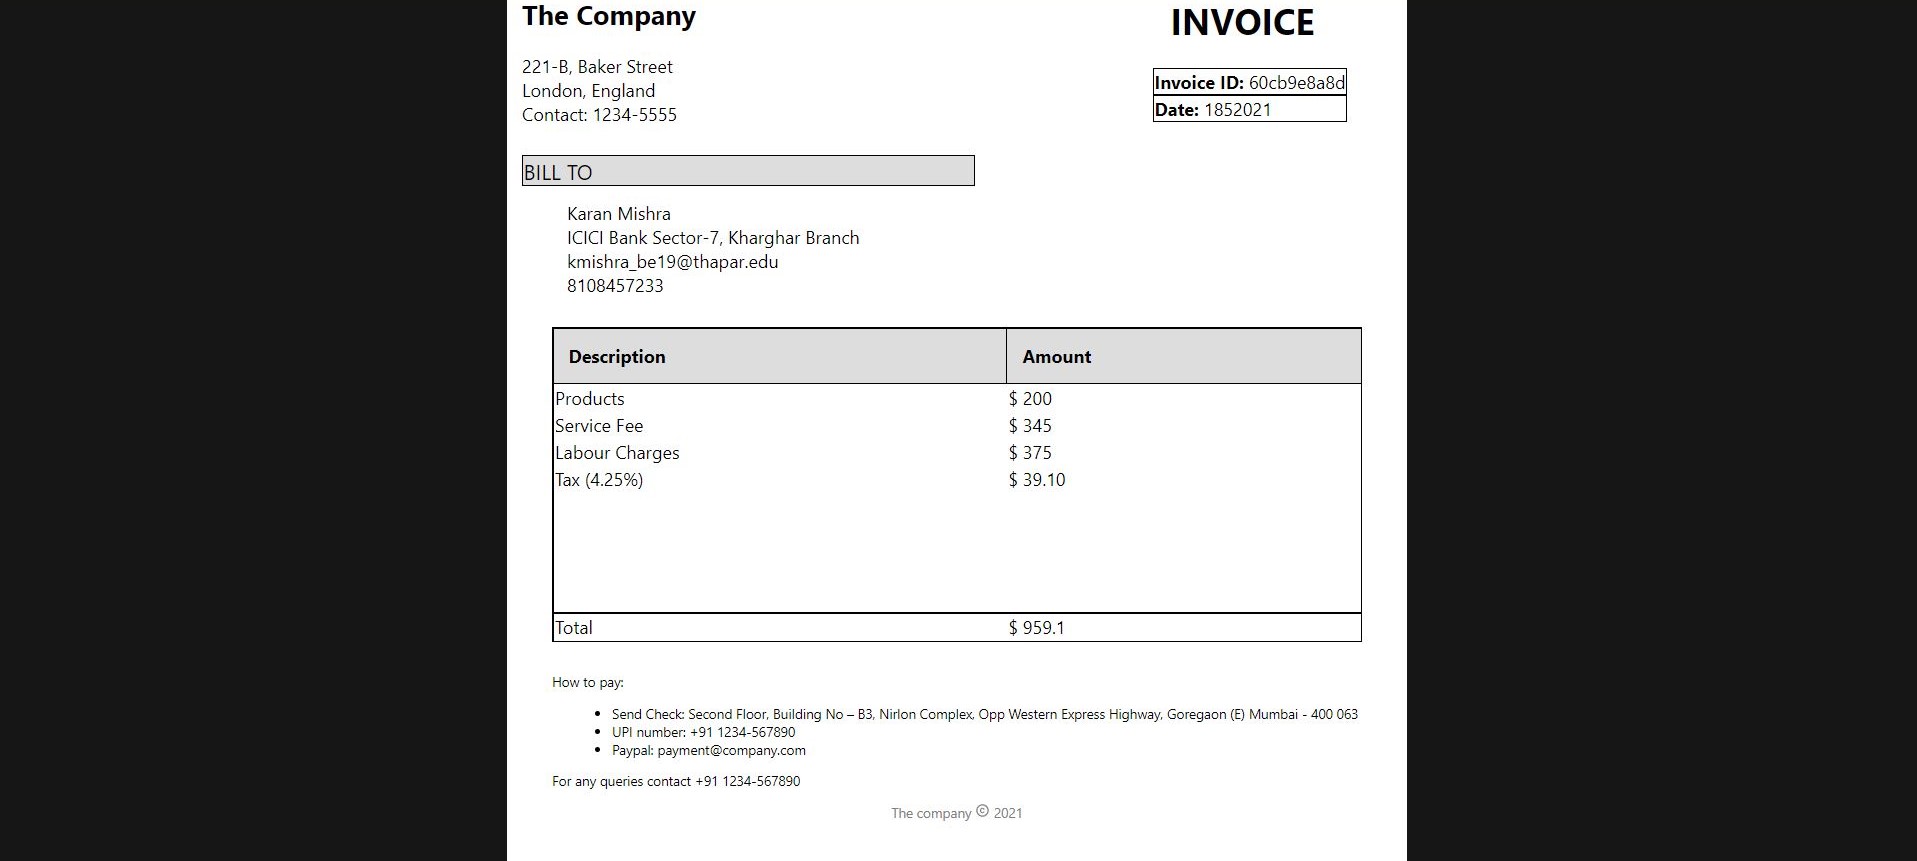 The Company
INVOICE
221-B, Baker Street
London, England
Contact: 1234-5555
Invoice ID: 60cb9e8a8d
Date: 1852021
BILL TO
Karan Mishra
ICICI Bank Sector-7, Kharghar Branch
kmishra_be19@thapar.edu
8108457233
Description Amount
Products $ 200
Service Fee $ 345
Labour Charges $ 375
Tax (4.25%) $ 39.10
Total $ 959.1
How to pay:
• Send Check: Second Floor, Building No – B3, Nirlon Complex, Opp Western Express Highway, Goregaon (E) Mumbai - 400 063
• UPI number: +91 1234-567890
• Paypal: payment@company.com
For any queries contact +91 1234-567890
The company © 2021